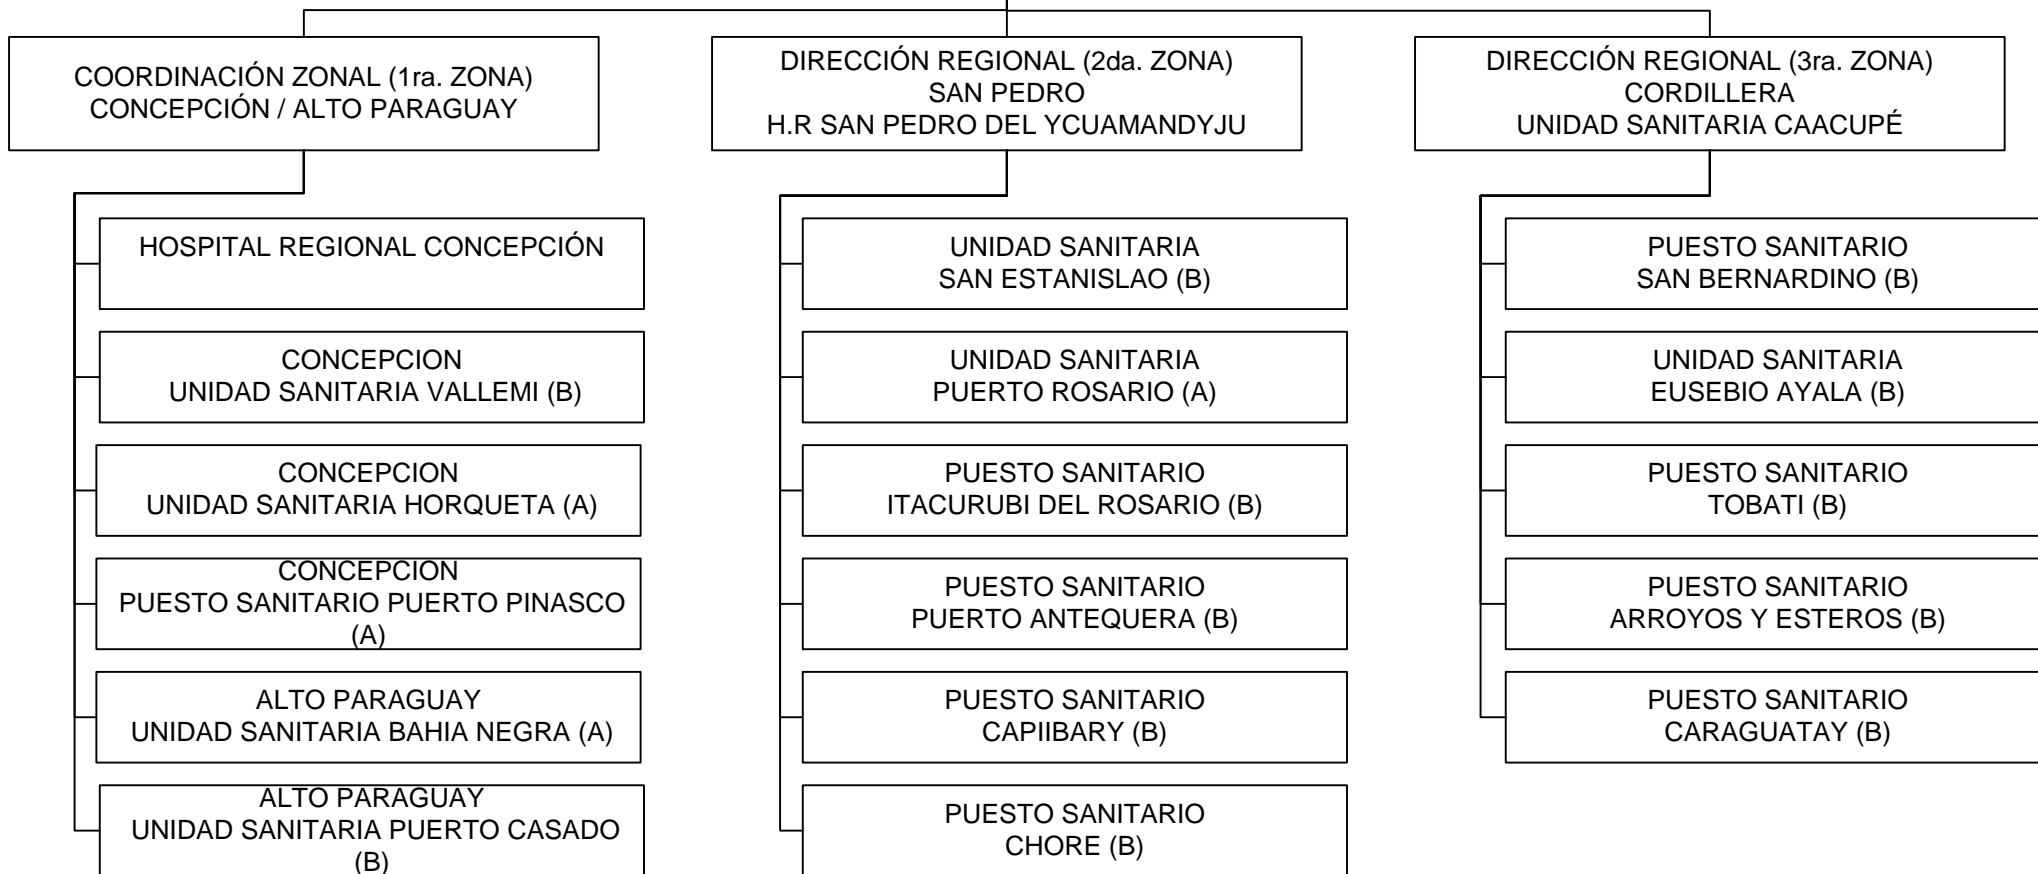 COORDINACIÓN ZONAL (1ra. ZONA)
CONCEPCIÓN / ALTO PARAGUAY
HOSPITAL REGIONAL CONCEPCIÓN
CONCEPCION
UNIDAD SANITARIA VALLEMI (B)
CONCEPCION
UNIDAD SANITARIA HORQUETA (A)
CONCEPCION
PUESTO SANITARIO PUERTO PINASCO
(A)
ALTO PARAGUAY
UNIDAD SANITARIA BAHIA NEGRA (A)
ALTO PARAGUAY
UNIDAD SANITARIA PUERTO CASADO
(B)
DIRECCIÓN REGIONAL (2da. ZONA)
SAN PEDRO
H.R SAN PEDRO DEL YCUAMANDYJU
UNIDAD SANITARIA
SAN ESTANISLAO (B)
UNIDAD SANITARIA
PUERTO ROSARIO (A)
PUESTO SANITARIO
ITACURUBI DEL ROSARIO (B)
PUESTO SANITARIO
PUERTO ANTEQUERA (B)
PUESTO SANITARIO
CAPIIBARY (B)
PUESTO SANITARIO
CHORE (B)
DIRECCIÓN REGIONAL (3ra. ZONA)
CORDILLERA
UNIDAD SANITARIA CAACUPÉ
PUESTO SANITARIO
SAN BERNARDINO (B)
UNIDAD SANITARIA
EUSEBIO AYALA (B)
PUESTO SANITARIO
TOBATI (B)
PUESTO SANITARIO
ARROYOS Y ESTEROS (B)
PUESTO SANITARIO
CARAGUATAY (B)